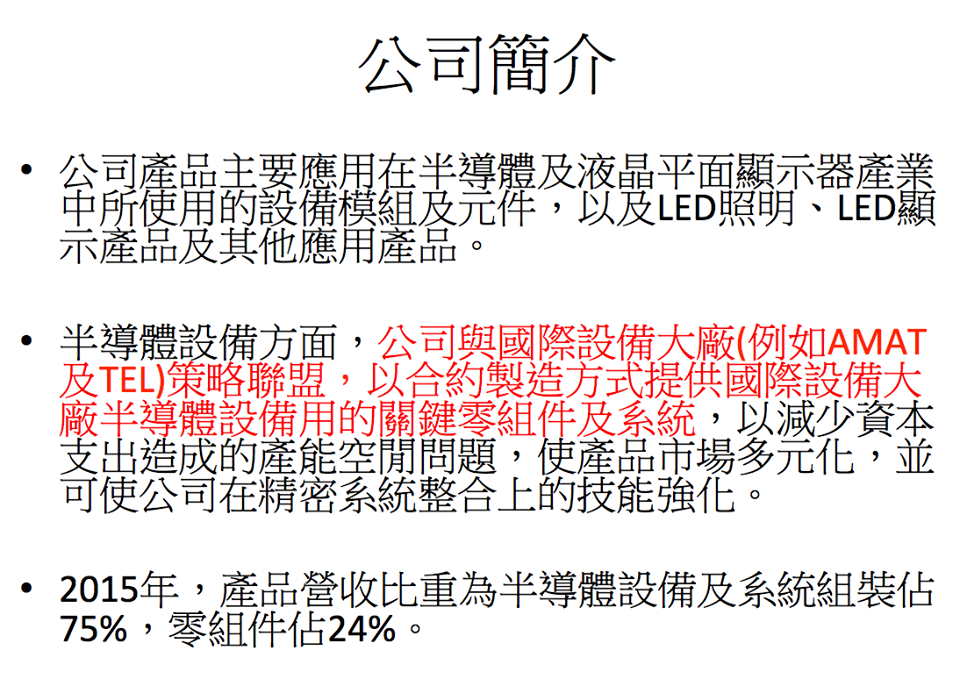 公司簡介
• 公司產品主要應用在半導體及液晶平面顯示器產業
中所使用的設備模組及元件，以及LED照明、LED顯
示產品及其他應用產品。
• 半導體設備方面，公司與國際設備大廠(例如AMAT
及TEL)策略聯盟，以合約製造方式提供國際設備大
廠半導體設備用的關鍵零組件及系統，以減少資本
支出造成的產能空閒問題，使產品市場多元化，並
可使公司在精密系統整合上的技能強化。
• 2015年，產品營收比重為半導體設備及系統組裝佔
75%，零組件佔24%。